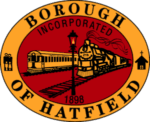 BOROUGH
INCORPORATED
1898
OF HATFIELD